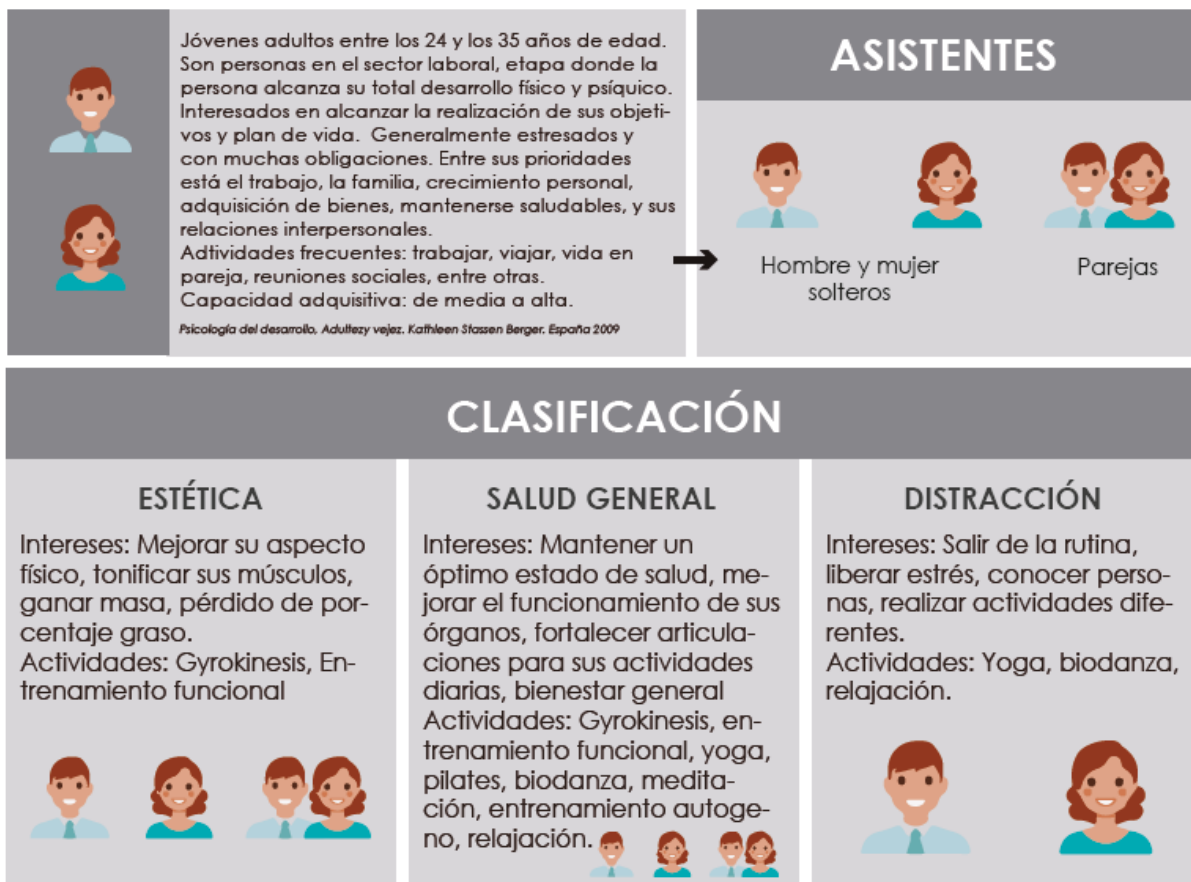 Jóvenes adultos entre los 24 y los 35 años de edad.
Son personas en el sector laboral, etapa donde la
persona alcanza su total desarrollo físico y psíquico.
Interesados en alcanzar la realización de sus objeti-
vos y plan de vida.  Generalmente estresados y
con muchas obligaciones. Entre sus prioridades
está el trabajo, la familia, crecimiento personal,
adquisición de bienes, mantenerse saludables, y sus
relaciones interpersonales.
Adtividades frecuentes: trabajar, viajar, vida en
pareja, reuniones sociales, entre otras.
Capacidad adquisitiva: de media a alta.
Psicología del desarrollo, Adultezy vejez. Kathleen Stassen Berger. España 2009
ASISTENTES
Hombre y mujer
solteros
Parejas
CLASIFICACIÓN
ESTÉTICA
Intereses: Mejorar su aspecto
físico, tonificar sus músculos,
ganar masa, pérdido de por-
centaje graso.
Actividades: Gyrokinesis, En-
trenamiento funcional
SALUD GENERAL
Intereses: Mantener un
óptimo estado de salud, me-
jorar el funcionamiento de sus
órganos, fortalecer articula-
ciones para sus actividades
diarias, bienestar general
Actividades: Gyrokinesis, en-
trenamiento funcional, yoga,
pilates, biodanza, medita-
ción, entrenamiento autoge-
no, relajación.
DISTRACCIÓN
Intereses: Salir de la rutina,
liberar estrés, conocer perso-
nas, realizar actividades dife-
rentes.
Actividades: Yoga, biodanza,
relajación.